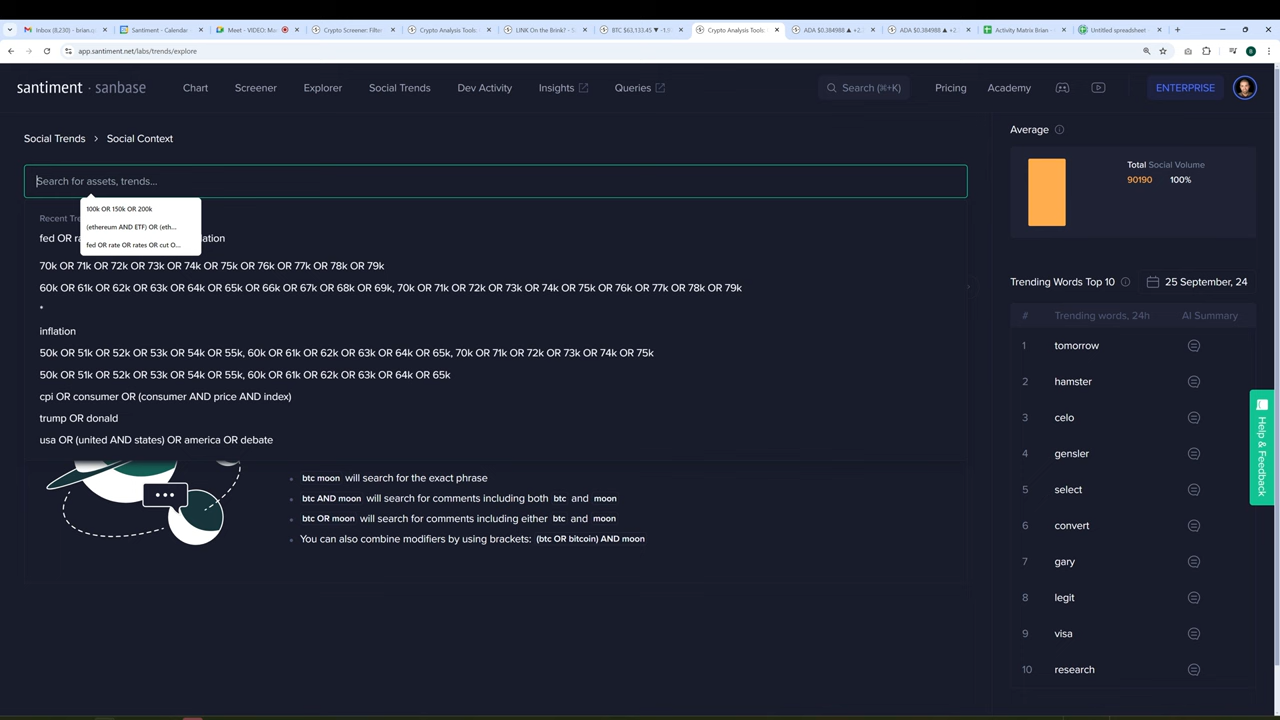 Inbox (8,230) - brian.q
Santiment - Calendar
Meet - VIDEO: M
Crypto Screener: Filter
Crypto Analysis Tools
LINK On the Brink? - S
BTC $63,133.45 ▼ -1.5
Crypto Analysis Tools
ADA $0.384988 ▲ +2.
ADA $0.384988 ▲ +2.
Activity Matrix Brian
Untitled spreadsheet
app.santiment.net/labs/trends/explore
santiment · sanbase
Chart
Screener
Explorer
Social Trends
Dev Activity
Insights
Queries
Search (⌘+K)
Pricing
Academy
ENTERPRISE
Social Trends > Social Context
Search for assets, trends...
100k OR 150k OR 200k
(ethereum AND ETF) OR (eth...
fed OR rate OR rates OR cut O...
Recent Tre
fed OR ra
lation
70k OR 71k OR 72k OR 73k OR 74k OR 75k OR 76k OR 77k OR 78k OR 79k
60k OR 61k OR 62k OR 63k OR 64k OR 65k OR 66k OR 67k OR 68k OR 69k, 70k OR 71k OR 72k OR 73k OR 74k OR 75k OR 76k OR 77k OR 78k OR 79k
*
inflation
50k OR 51k OR 52k OR 53k OR 54k OR 55k, 60k OR 61k OR 62k OR 63k OR 64k OR 65k, 70k OR 71k OR 72k OR 73k OR 74k OR 75k
50k OR 51k OR 52k OR 53k OR 54k OR 55k, 60k OR 61k OR 62k OR 63k OR 64k OR 65k
cpi OR consumer OR (consumer AND price AND index)
trump OR donald
usa OR (united AND states) OR america OR debate
btc moon will search for the exact phrase
btc AND moon will search for comments including both btc and moon
btc OR moon will search for comments including either btc and moon
You can also combine modifiers by using brackets: (btc OR bitcoin) AND moon
Average
Total Social Volume
90190 100%
Trending Words Top 10
25 September, 24
# Trending words, 24h AI Summary
1 tomorrow
2 hamster
3 celo
4 gensler
5 select
6 convert
7 gary
8 legit
9 visa
10 research
Help & Feedback